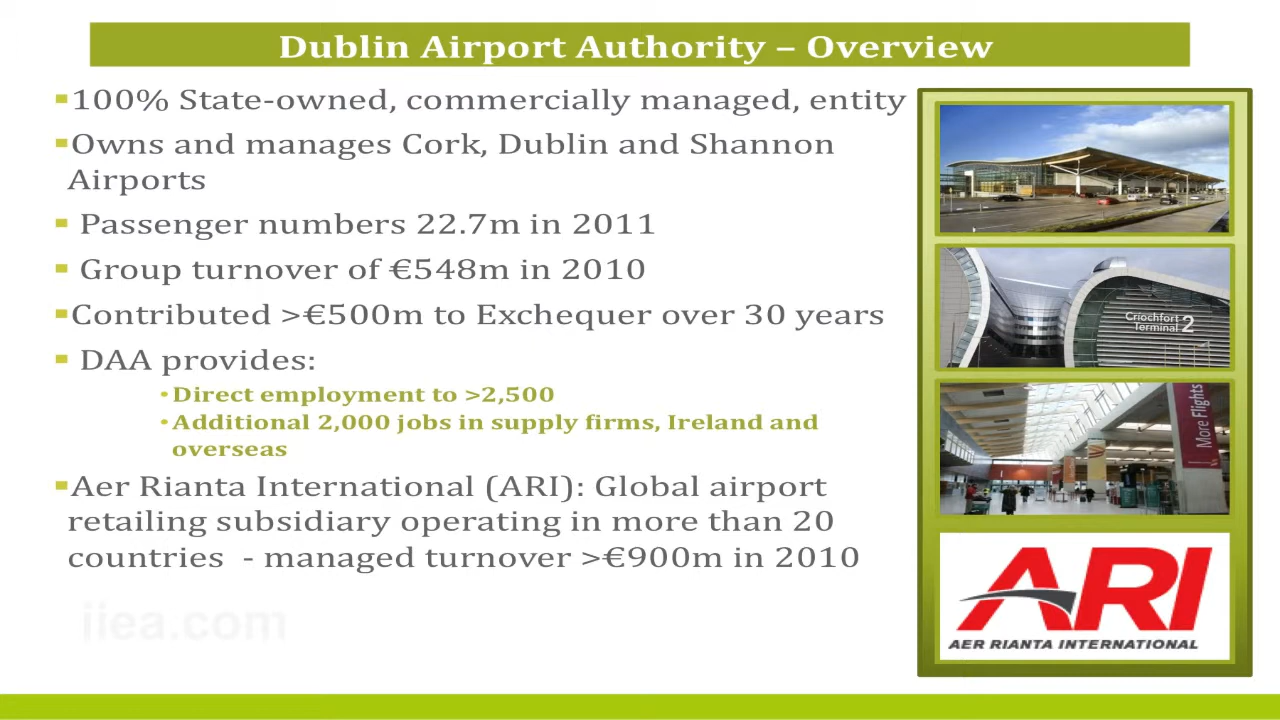 Dublin Airport Authority – Overview
▪100% State-owned, commercially managed, entity
▪Owns and manages Cork, Dublin and Shannon
Airports
▪ Passenger numbers 22.7m in 2011
▪ Group turnover of €548m in 2010
▪Contributed >€500m to Exchequer over 30 years
▪ DAA provides:
•Direct employment to >2,500
•Additional 2,000 jobs in supply firms, Ireland and
overseas
▪Aer Rianta International (ARI): Global airport
retailing subsidiary operating in more than 20
countries - managed turnover >€900m in 2010
iiea.com
Críochfort
Terminal 2
More Flights
ARI
AER RIANTA INTERNATIONAL